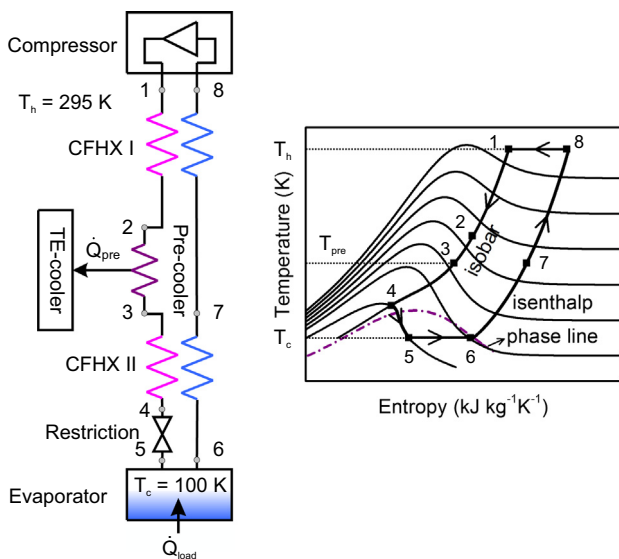 Compressor
1
8
T_h = 295 K
CFHX I
2
Q̇_pre
TE-cooler
Pre-cooler
3
7
CFHX II
4
Restriction
5
6
Evaporator
T_c = 100 K
Q̇_load
Temperature (K)
T_h
T_pre
T_c
1
8
2
3
isobar
7
4
isenthalp
phase line
5
6
Entropy (kJ kg⁻¹K⁻¹)